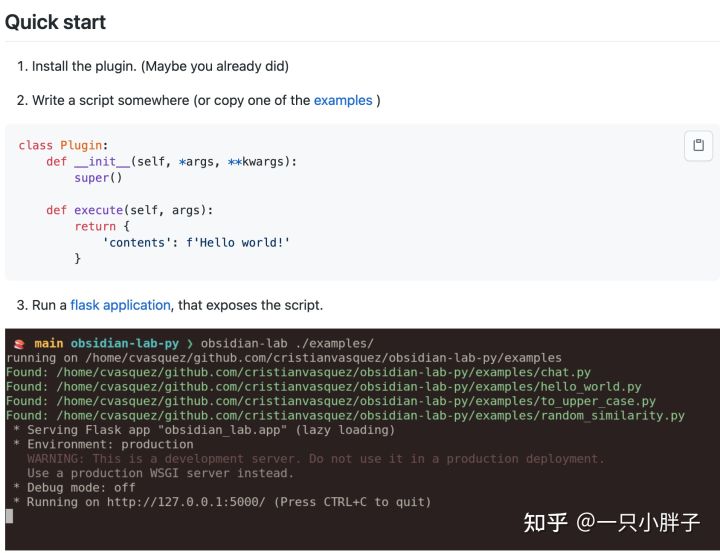 Quick start
1. Install the plugin. (Maybe you already did)
2. Write a script somewhere (or copy one of the examples )
class Plugin:
    def __init__(self, *args, **kwargs):
        super()
    def execute(self, args):
        return {
            'contents': f'Hello world!'
        }
3. Run a flask application, that exposes the script.
main obsidian-lab-py ❯ obsidian-lab ./examples/
running on /home/cvasquez/github.com/cristianvasquez/obsidian-lab-py/examples
Found: /home/cvasquez/github.com/cristianvasquez/obsidian-lab-py/examples/chat.py
Found: /home/cvasquez/github.com/cristianvasquez/obsidian-lab-py/examples/hello_world.py
Found: /home/cvasquez/github.com/cristianvasquez/obsidian-lab-py/examples/to_upper_case.py
Found: /home/cvasquez/github.com/cristianvasquez/obsidian-lab-py/examples/random_similarity.py
 * Serving Flask app "obsidian_lab.app" (lazy loading)
 * Environment: production
   WARNING: This is a development server. Do not use it in a production deployment.
   Use a production WSGI server instead.
 * Debug mode: off
 * Running on http://127.0.0.1:5000/ (Press CTRL+C to quit)
知乎 @一只小胖子